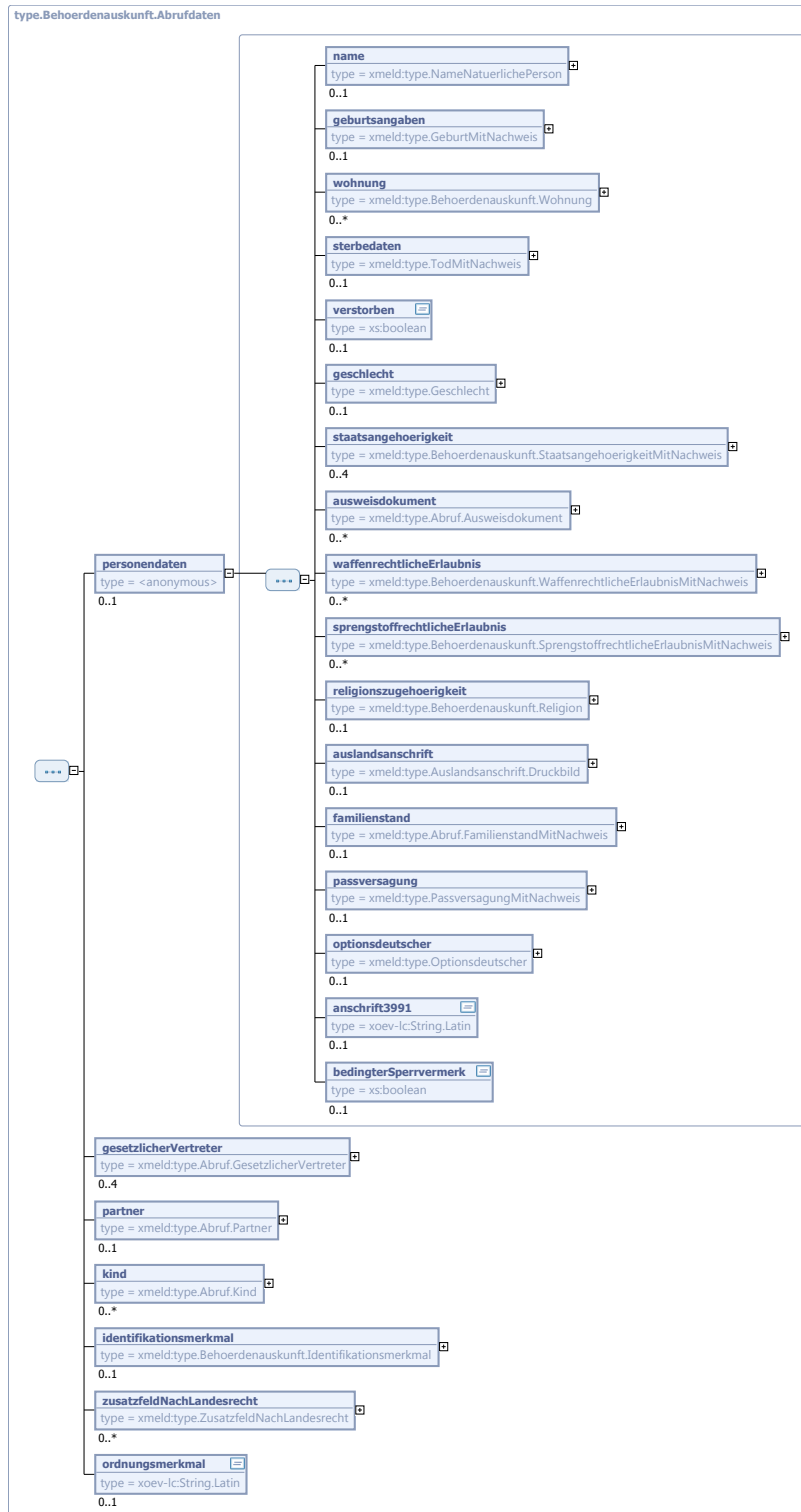 type.Behoerdenauskunft.Abrufdaten
name
type = xmeld:type.NameNatuerlichePerson
0..1
geburtsangaben
type = xmeld:type.GeburtMitNachweis
0..1
wohnung
type = xmeld:type.Behoerdenauskunft.Wohnung
0..*
sterbedaten
type = xmeld:type.TodMitNachweis
0..1
verstorben
type = xs:boolean
0..1
geschlecht
type = xmeld:type.Geschlecht
0..1
staatsangehoerigkeit
type = xmeld:type.Behoerdenauskunft.StaatsangehoerigkeitMitNachweis
0..4
ausweisdokument
type = xmeld:type.Abruf.Ausweisdokument
0..*
personendaten
type = <anonymous>
0..1
waffenrechtlicheErlaubnis
type = xmeld:type.Behoerdenauskunft.WaffenrechtlicheErlaubnisMitNachweis
0..*
sprengstoffrechtlicheErlaubnis
type = xmeld:type.Behoerdenauskunft.SprengstoffrechtlicheErlaubnisMitNachweis
0..*
religionszugehoerigkeit
type = xmeld:type.Behoerdenauskunft.Religion
0..1
auslandsanschrift
type = xmeld:type.Auslandsanschrift.Druckbild
0..1
familienstand
type = xmeld:type.Abruf.FamilienstandMitNachweis
0..1
passversagung
type = xmeld:type.PassversagungMitNachweis
0..1
optionsdeutscher
type = xmeld:type.Optionsdeutscher
0..1
anschrift3991
type = xoev-lc:String.Latin
0..1
bedingterSperrvermerk
type = xs:boolean
0..1
gesetzlicherVertreter
type = xmeld:type.Abruf.GesetzlicherVertreter
0..4
partner
type = xmeld:type.Abruf.Partner
0..1
kind
type = xmeld:type.Abruf.Kind
0..*
identifikationsmerkmal
type = xmeld:type.Behoerdenauskunft.Identifikationsmerkmal
0..1
zusatzfeldNachLandesrecht
type = xmeld:type.ZusatzfeldNachLandesrecht
0..*
ordnungsmerkmal
type = xoev-lc:String.Latin
0..1